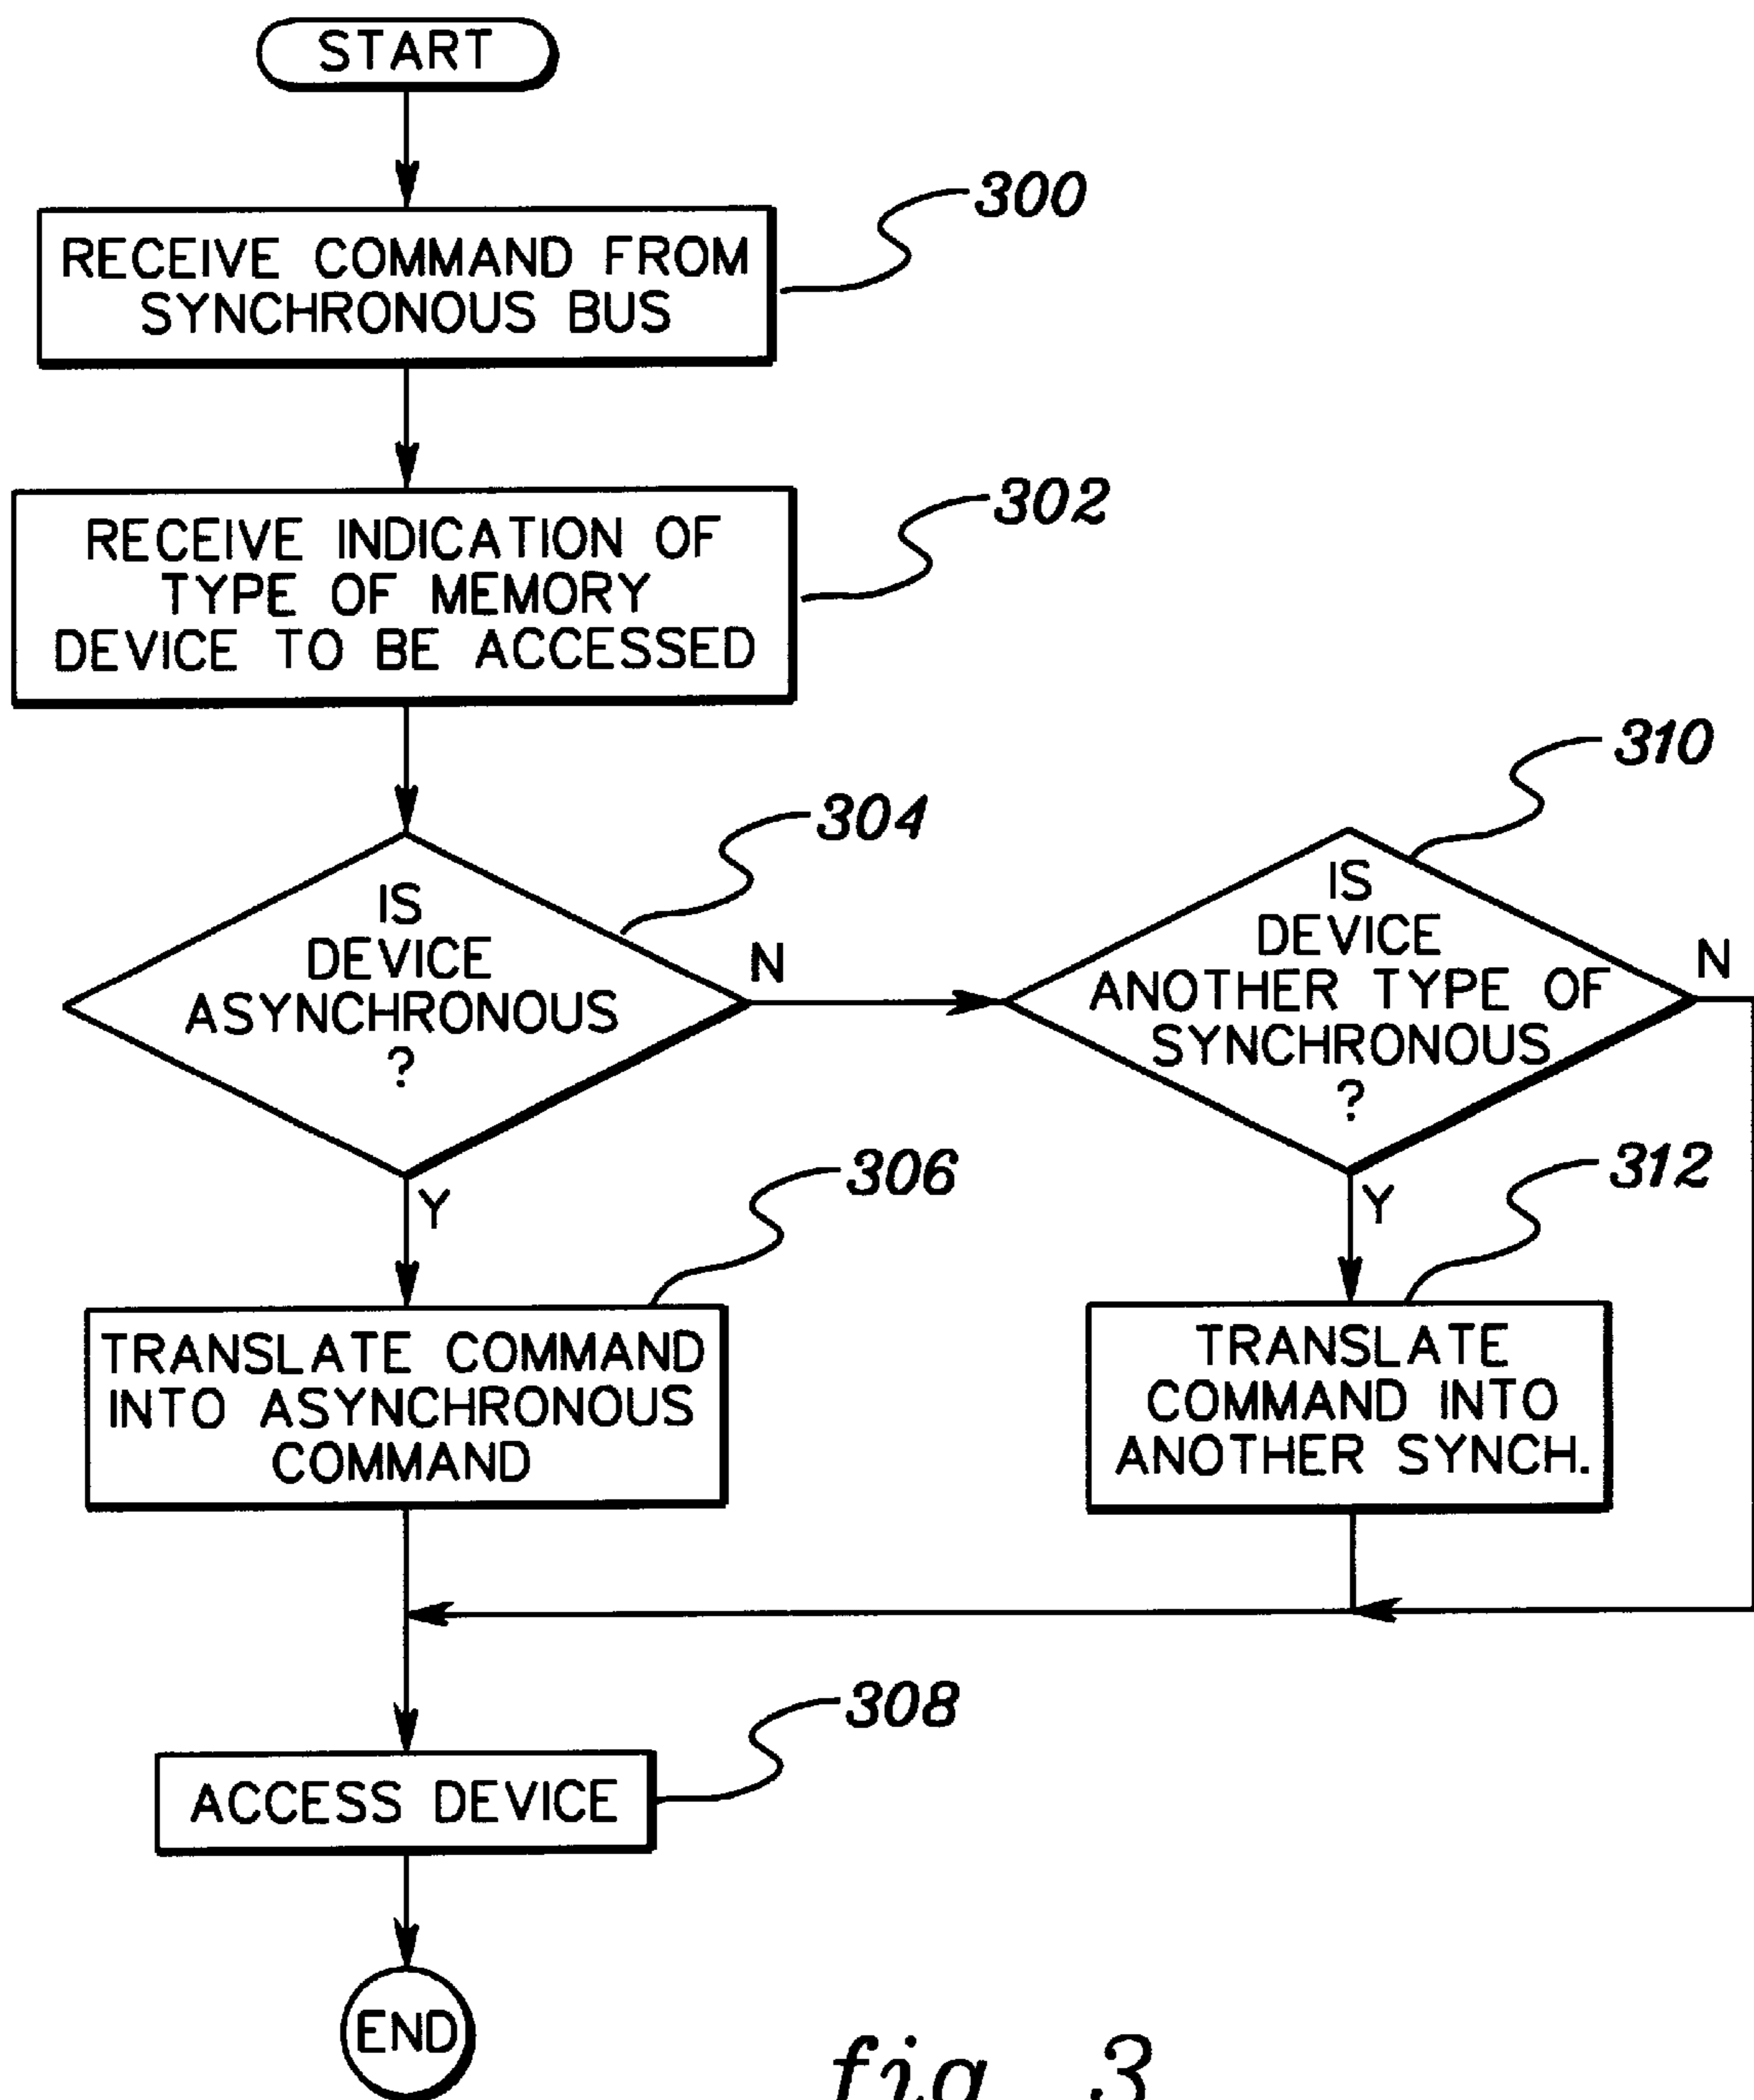 START
300
RECEIVE COMMAND FROM
SYNCHRONOUS BUS
302
RECEIVE INDICATION OF
TYPE OF MEMORY
DEVICE TO BE ACCESSED
304
IS
DEVICE
ASYNCHRONOUS
?
N
Y
310
IS
DEVICE
ANOTHER TYPE OF
SYNCHRONOUS
?
N
Y
306
TRANSLATE COMMAND
INTO ASYNCHRONOUS
COMMAND
312
TRANSLATE
COMMAND INTO
ANOTHER SYNCH.
308
ACCESS DEVICE
END
fig. 3